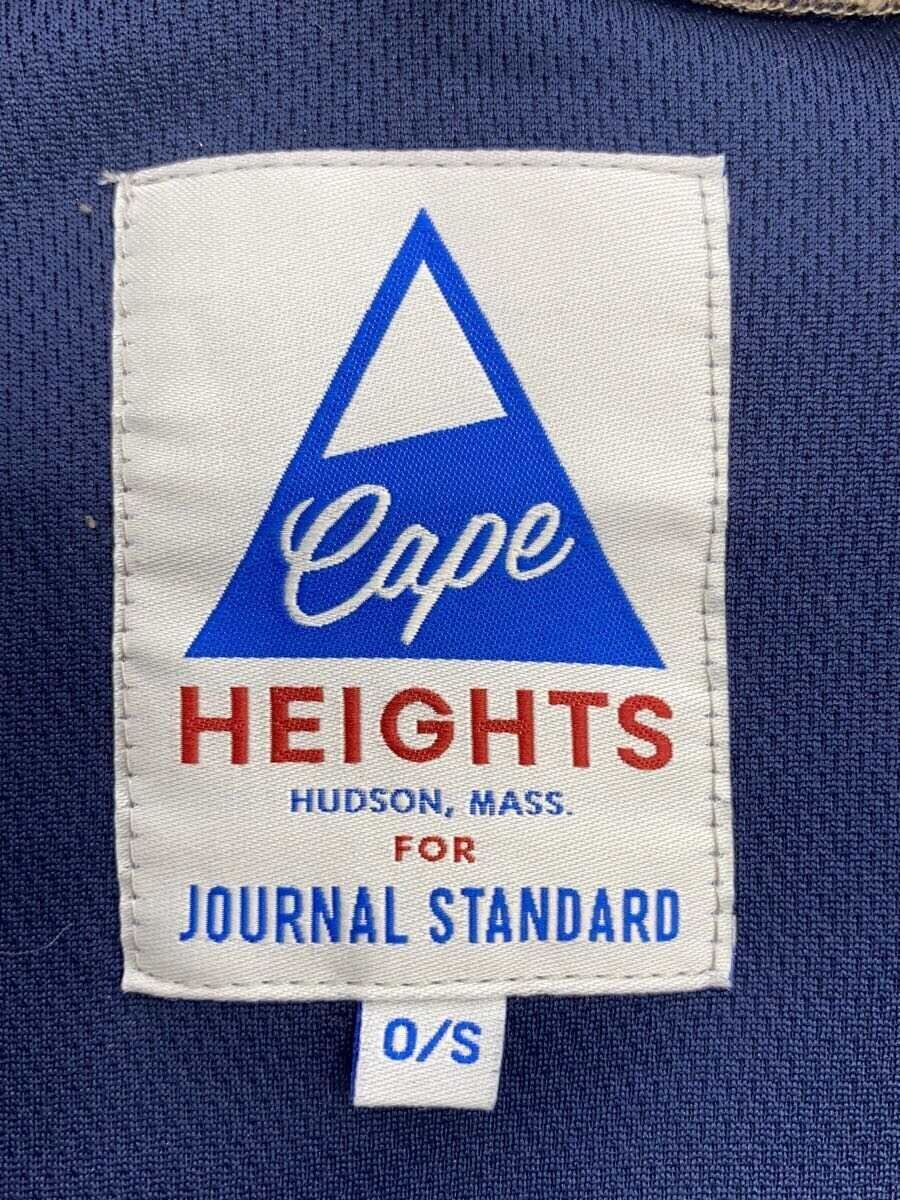 Cape
HEIGHTS
HUDSON, MASS.
FOR
JOURNAL STANDARD
O/S